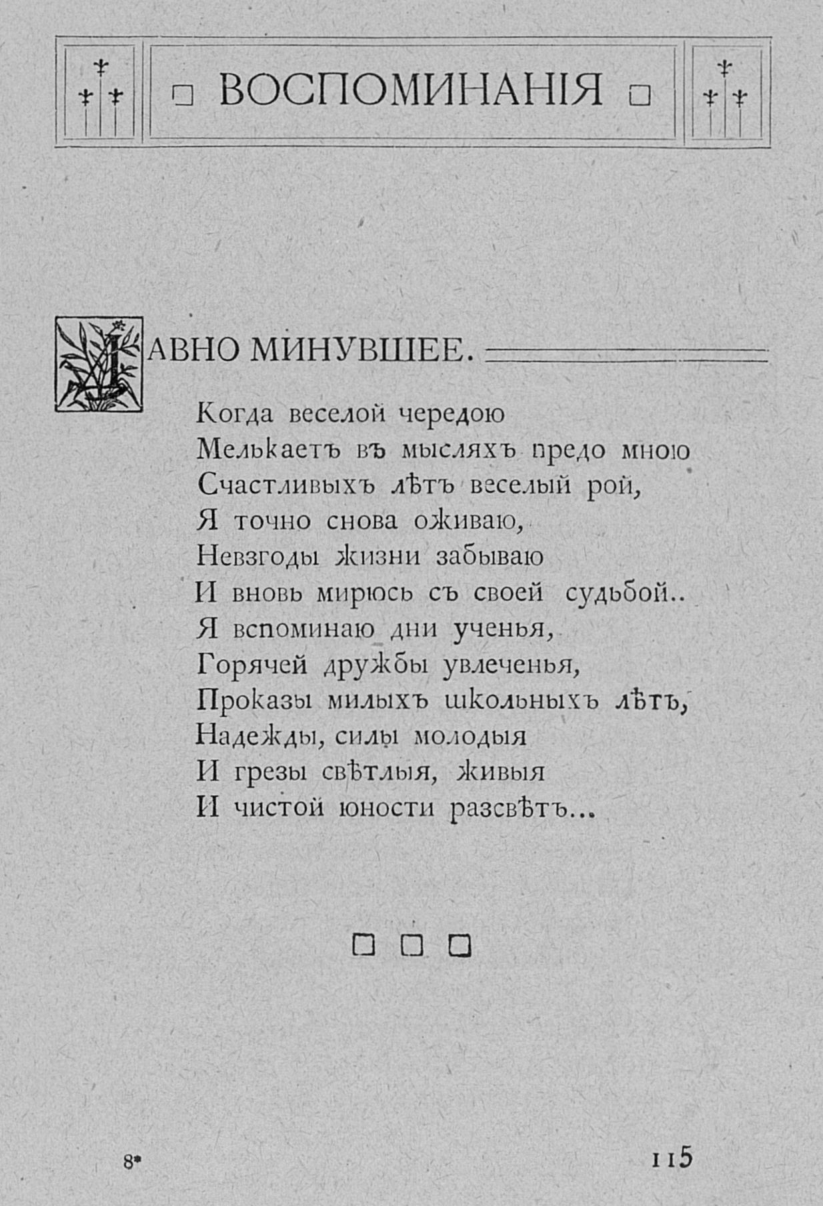 ВОСПОМИНАНІЯ
ДАВНО МИНУВШЕЕ.
Когда веселой чередою
Мелькаетъ въ мысляхъ предо мною
Счастливыхъ лѣтъ веселый рой,
Я точно снова оживаю,
Невзгоды жизни забываю
И вновь мирюсь съ своей судьбой..
Я вспоминаю дни ученья,
Горячей дружбы увлеченья,
Проказы милыхъ школьныхъ лѣтъ,
Надежды, силы молодыя
И грезы свѣтлыя, живыя
И чистой юности разсвѣтъ...
8*
115